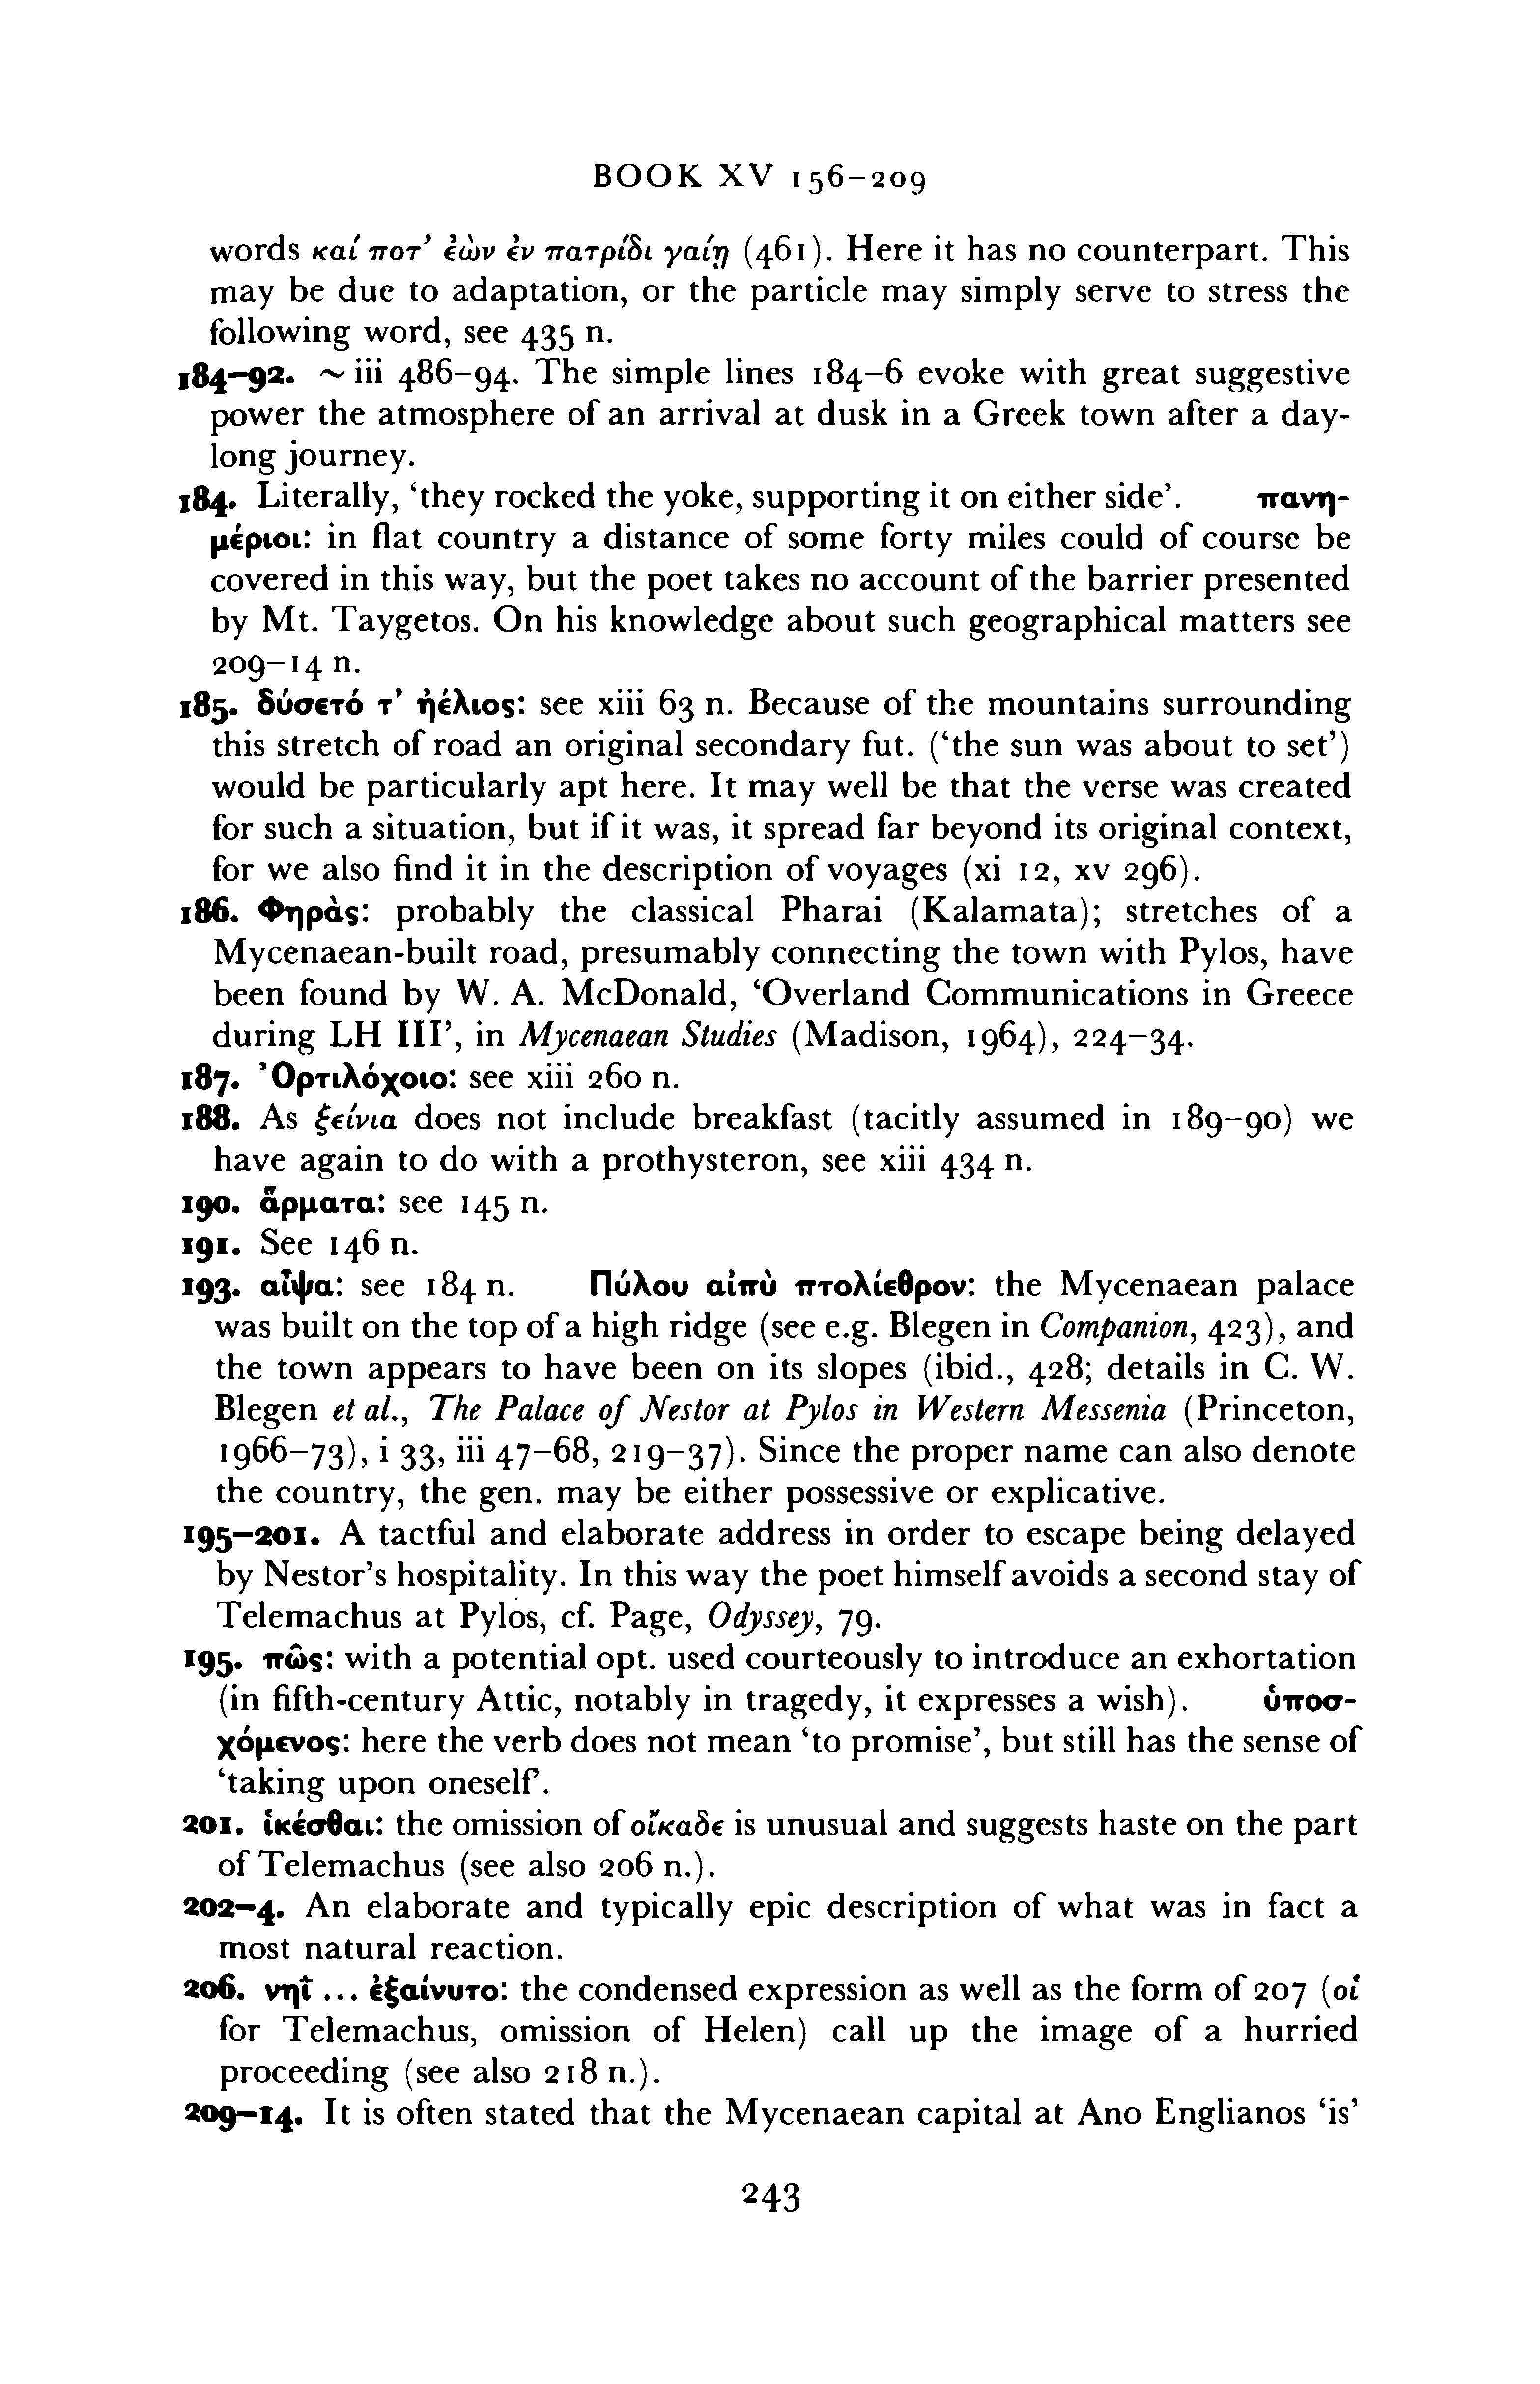 BOOK XV 156–209
words καί ποτ’ ἐὼν ἐν πατρίδι γαίῃ (461). Here it has no counterpart. This
may be due to adaptation, or the particle may simply serve to stress the
following word, see 435 n.
184–92. ~ iii 486–94. The simple lines 184–6 evoke with great suggestive
power the atmosphere of an arrival at dusk in a Greek town after a day-
long journey.
184. Literally, ‘they rocked the yoke, supporting it on either side’. πανη-
μέριοι: in flat country a distance of some forty miles could of course be
covered in this way, but the poet takes no account of the barrier presented
by Mt. Taygetos. On his knowledge about such geographical matters see
209–14 n.
185. δύσετό τ’ ἠέλιος: see xiii 63 n. Because of the mountains surrounding
this stretch of road an original secondary fut. (‘the sun was about to set’)
would be particularly apt here. It may well be that the verse was created
for such a situation, but if it was, it spread far beyond its original context,
for we also find it in the description of voyages (xi 12, xv 296).
186. Φηρὰς: probably the classical Pharai (Kalamata); stretches of a
Mycenaean-built road, presumably connecting the town with Pylos, have
been found by W. A. McDonald, ‘Overland Communications in Greece
during LH III’, in Mycenaean Studies (Madison, 1964), 224–34.
187. Ὀρτιλόχοιο: see xiii 260 n.
188. As ξείνια does not include breakfast (tacitly assumed in 189–90) we
have again to do with a prothysteron, see xiii 434 n.
190. ἅρματα: see 145 n.
191. See 146 n.
193. αἶψα: see 184 n. Πύλου αἰπὺ πτολίεθρον: the Mycenaean palace
was built on the top of a high ridge (see e.g. Blegen in Companion, 423), and
the town appears to have been on its slopes (ibid., 428; details in C. W.
Blegen et al., The Palace of Nestor at Pylos in Western Messenia (Princeton,
1966–73), i 33, iii 47–68, 219–37). Since the proper name can also denote
the country, the gen. may be either possessive or explicative.
195–201. A tactful and elaborate address in order to escape being delayed
by Nestor’s hospitality. In this way the poet himself avoids a second stay of
Telemachus at Pylos, cf. Page, Odyssey, 79.
195. πῶς: with a potential opt. used courteously to introduce an exhortation
(in fifth-century Attic, notably in tragedy, it expresses a wish). ὑποσ-
χόμενος: here the verb does not mean ‘to promise’, but still has the sense of
‘taking upon oneself’.
201. ἱκέσθαι: the omission of οἴκαδε is unusual and suggests haste on the part
of Telemachus (see also 206 n.).
202–4. An elaborate and typically epic description of what was in fact a
most natural reaction.
206. νηῒ ... ἐξαίνυτο: the condensed expression as well as the form of 207 (οἱ
for Telemachus, omission of Helen) call up the image of a hurried
proceeding (see also 218 n.).
209–14. It is often stated that the Mycenaean capital at Ano Englianos ‘is’
243